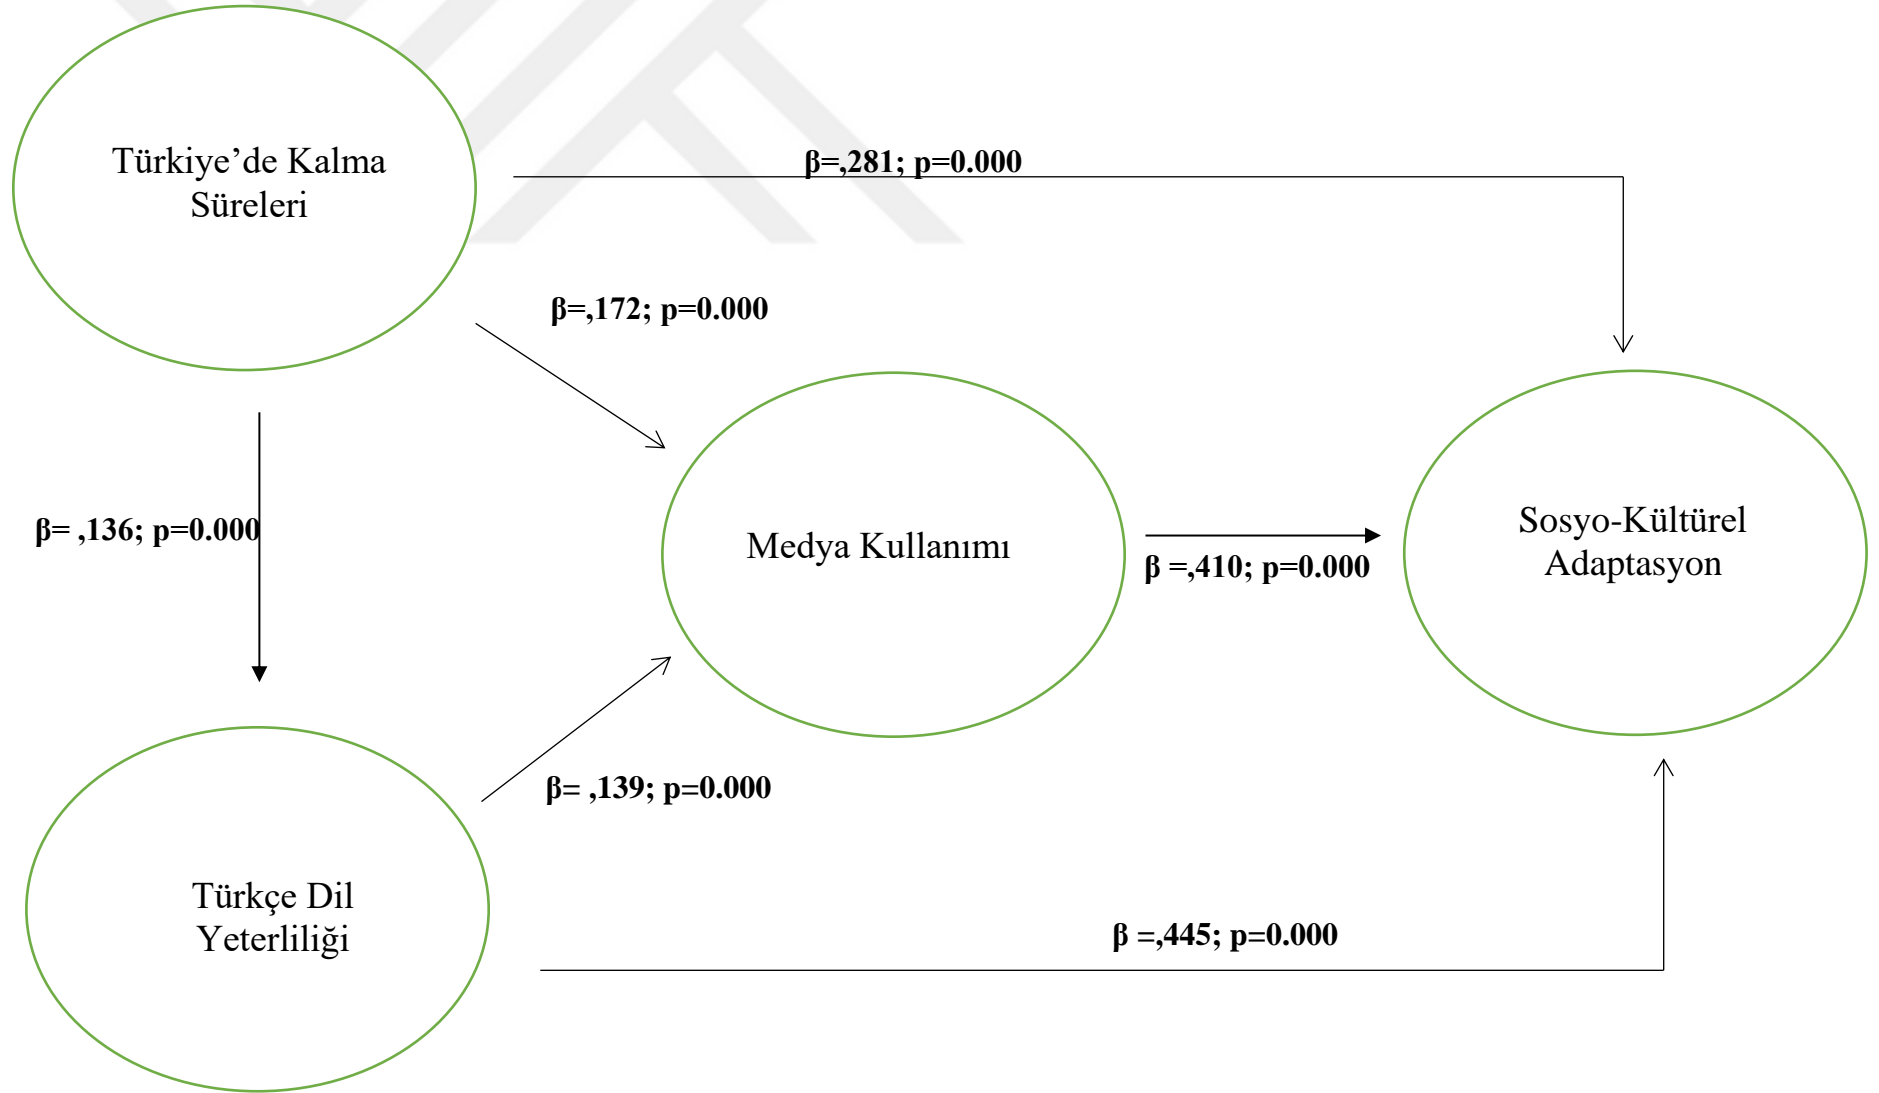 Türkiye’de Kalma
Süreleri
β=,281; p=0.000
β=,172; p=0.000
β= ,136; p=0.000
Medya Kullanımı
β =,410; p=0.000
Sosyo-Kültürel
Adaptasyon
β= ,139; p=0.000
Türkçe Dil
Yeterliliği
β =,445; p=0.000